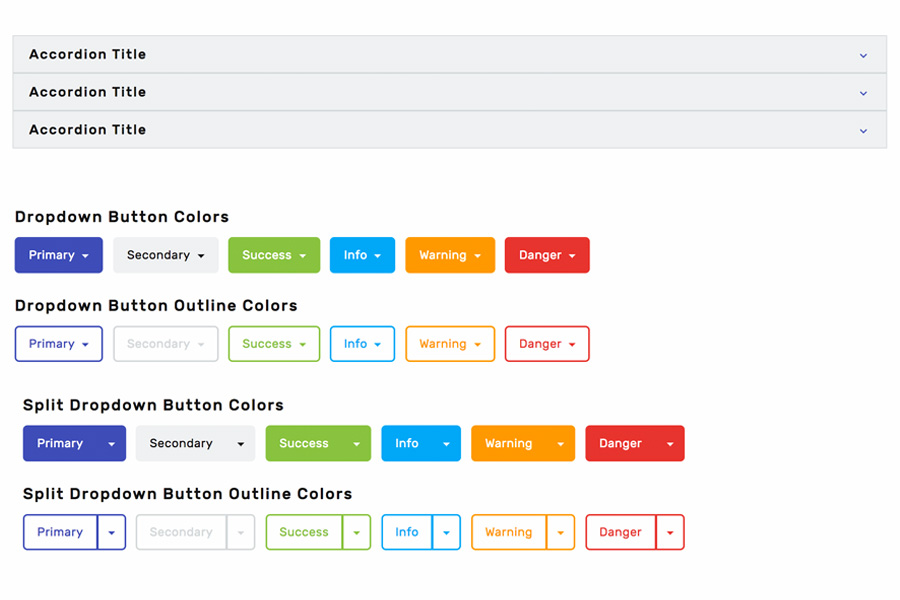 Accordion Title
Accordion Title
Accordion Title
Dropdown Button Colors
Primary Secondary Success Info Warning Danger
Dropdown Button Outline Colors
Primary Secondary Success Info Warning Danger
Split Dropdown Button Colors
Primary Secondary Success Info Warning Danger
Split Dropdown Button Outline Colors
Primary Secondary Success Info Warning Danger